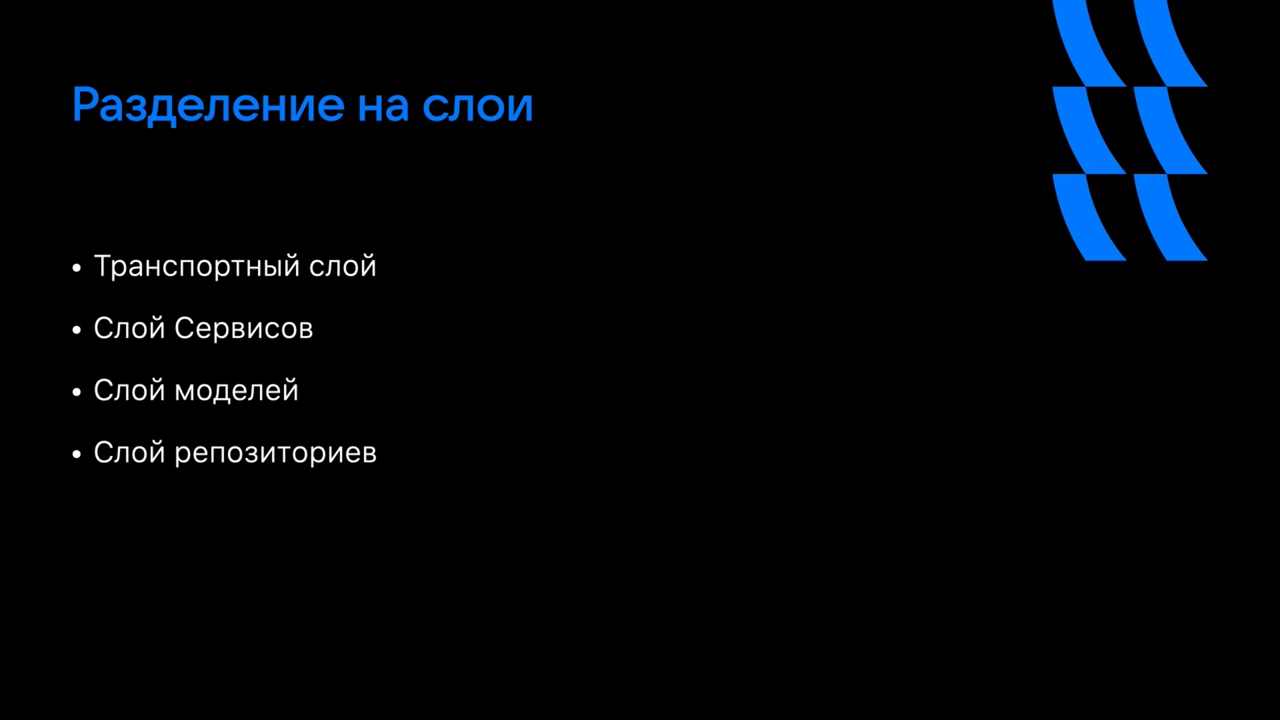 Разделение на слои
• Транспортный слой
• Слой Сервисов
• Слой моделей
• Слой репозиториев